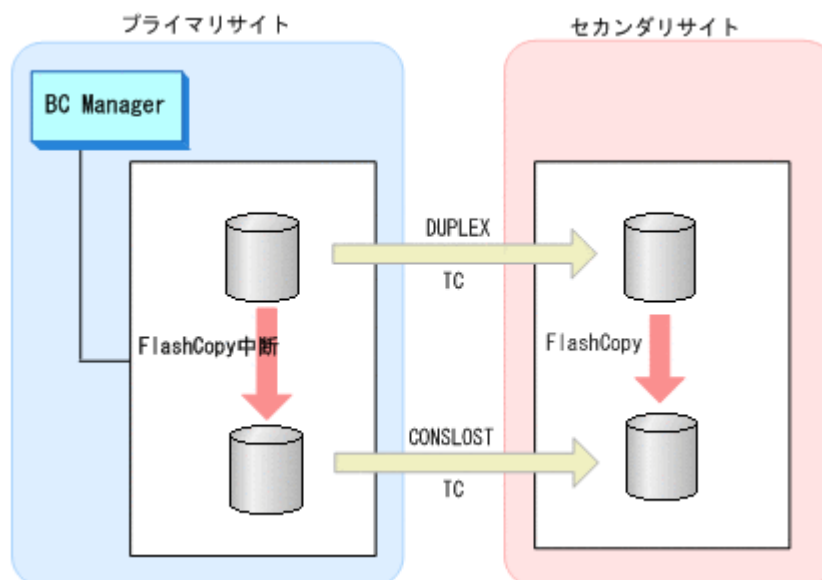 プライマリサイト
セカンダリサイト
BC Manager
DUPLEX
TC
FlashCopy中断
FlashCopy
CONSLOST
TC